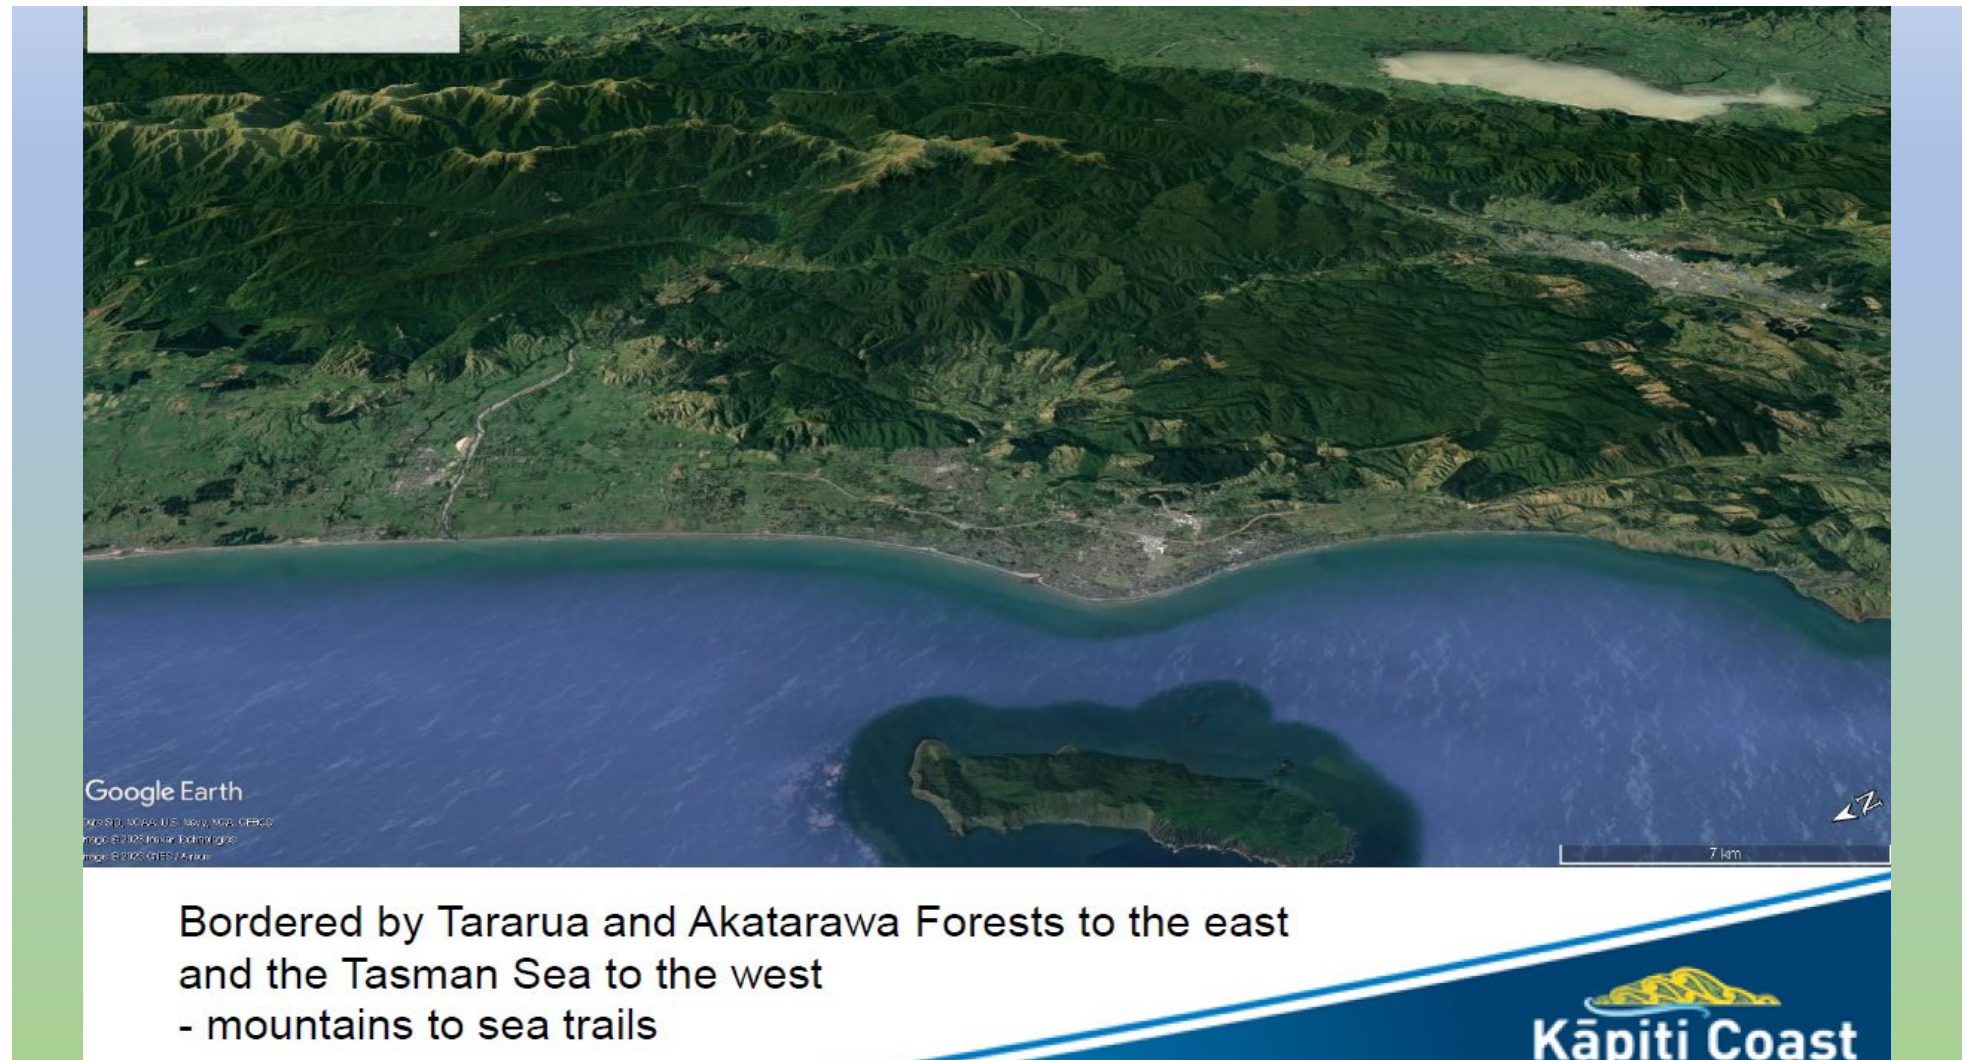 Google Earth
N
7 km
Bordered by Tararua and Akatarawa Forests to the east
and the Tasman Sea to the west
- mountains to sea trails
Kāpiti Coast